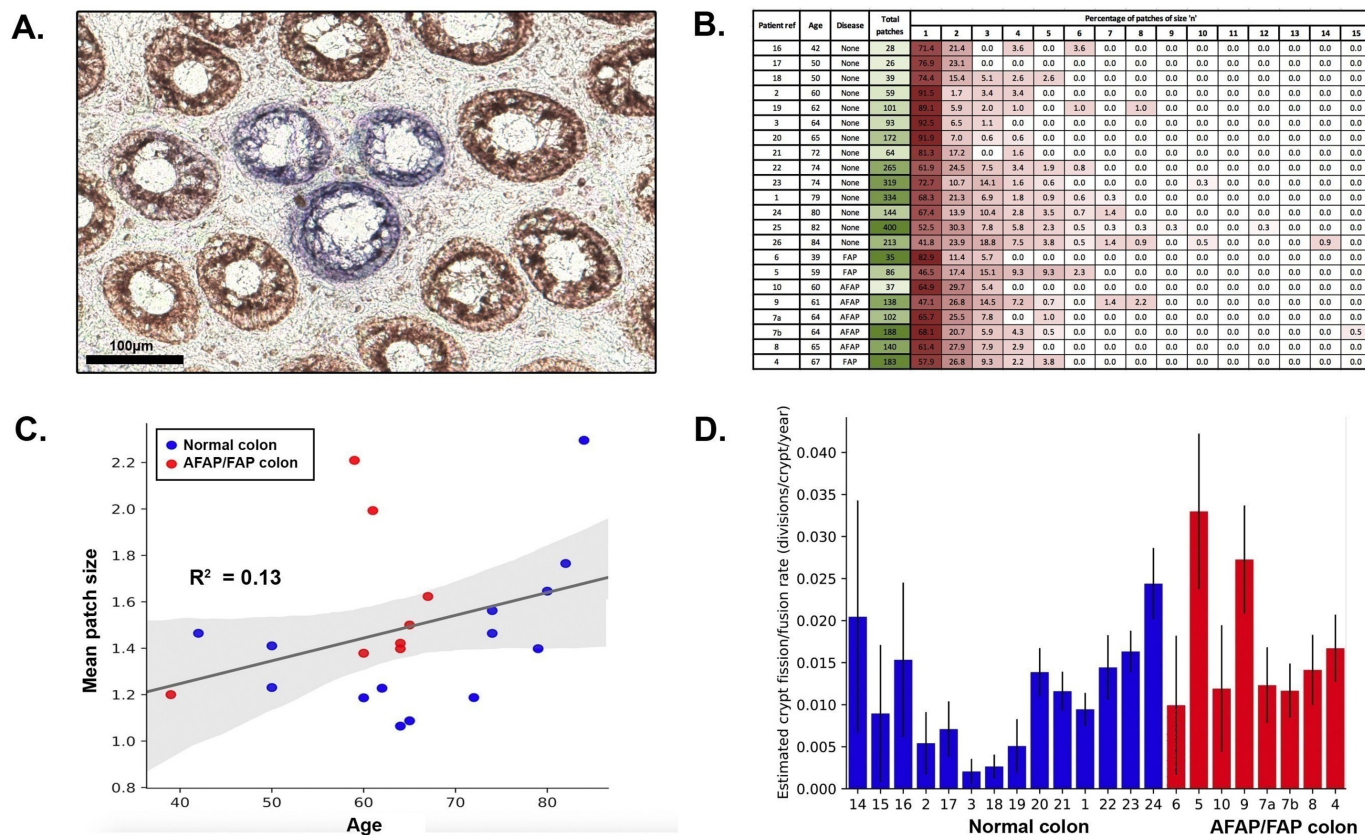 A.
100µm
B.
Patient ref Age Disease Total patches Percentage of patches of size 'n'
1 2 3 4 5 6 7 8 9 10 11 12 13 14 15
16 42 None 28 71.4 21.4 0.0 3.6 0.0 3.6 0.0 0.0 0.0 0.0 0.0 0.0 0.0 0.0 0.0
17 50 None 26 76.9 23.1 0.0 0.0 0.0 0.0 0.0 0.0 0.0 0.0 0.0 0.0 0.0 0.0 0.0
18 50 None 39 74.4 15.4 5.1 2.6 2.6 0.0 0.0 0.0 0.0 0.0 0.0 0.0 0.0 0.0 0.0
2 60 None 59 91.5 1.7 3.4 3.4 0.0 0.0 0.0 0.0 0.0 0.0 0.0 0.0 0.0 0.0 0.0
19 62 None 101 89.1 5.9 2.0 1.0 0.0 1.0 0.0 1.0 0.0 0.0 0.0 0.0 0.0 0.0 0.0
3 64 None 93 92.5 6.5 1.1 0.0 0.0 0.0 0.0 0.0 0.0 0.0 0.0 0.0 0.0 0.0 0.0
20 65 None 172 91.9 7.0 0.6 0.6 0.0 0.0 0.0 0.0 0.0 0.0 0.0 0.0 0.0 0.0 0.0
21 72 None 64 81.3 17.2 0.0 1.6 0.0 0.0 0.0 0.0 0.0 0.0 0.0 0.0 0.0 0.0 0.0
22 74 None 265 61.9 24.5 7.5 3.4 1.9 0.8 0.0 0.0 0.0 0.0 0.0 0.0 0.0 0.0 0.0
23 74 None 319 72.7 10.7 14.1 1.6 0.6 0.0 0.0 0.0 0.0 0.3 0.0 0.0 0.0 0.0 0.0
1 79 None 334 68.3 21.3 6.9 1.8 0.9 0.6 0.3 0.0 0.0 0.0 0.0 0.0 0.0 0.0 0.0
24 80 None 144 67.4 13.9 10.4 2.8 3.5 0.7 1.4 0.0 0.0 0.0 0.0 0.0 0.0 0.0 0.0
25 82 None 400 52.5 30.3 7.8 5.8 2.3 0.5 0.3 0.3 0.3 0.0 0.0 0.3 0.0 0.0 0.0
26 84 None 213 41.8 23.9 18.8 7.5 3.8 0.5 1.4 0.9 0.0 0.5 0.0 0.0 0.0 0.9 0.0
6 39 FAP 35 82.9 11.4 5.7 0.0 0.0 0.0 0.0 0.0 0.0 0.0 0.0 0.0 0.0 0.0 0.0
5 59 FAP 86 46.5 17.4 15.1 9.3 9.3 2.3 0.0 0.0 0.0 0.0 0.0 0.0 0.0 0.0 0.0
10 60 AFAP 37 64.9 29.7 5.4 0.0 0.0 0.0 0.0 0.0 0.0 0.0 0.0 0.0 0.0 0.0 0.0
9 61 AFAP 138 47.1 26.8 14.5 7.2 0.7 0.0 1.4 2.2 0.0 0.0 0.0 0.0 0.0 0.0 0.0
7a 64 AFAP 102 65.7 25.5 7.8 0.0 1.0 0.0 0.0 0.0 0.0 0.0 0.0 0.0 0.0 0.0 0.0
7b 64 AFAP 188 68.1 20.7 5.9 4.3 0.5 0.0 0.0 0.0 0.0 0.0 0.0 0.0 0.0 0.0 0.5
8 65 AFAP 140 61.4 27.9 7.9 2.9 0.0 0.0 0.0 0.0 0.0 0.0 0.0 0.0 0.0 0.0 0.0
4 67 FAP 183 57.9 26.8 9.3 2.2 3.8 0.0 0.0 0.0 0.0 0.0 0.0 0.0 0.0 0.0 0.0
C.
Normal colon
AFAP/FAP colon
R² = 0.13
Mean patch size
2.2
2.0
1.8
1.6
1.4
1.2
1.0
0.8
40 50 60 70 80
Age
D.
Estimated crypt fission/fusion rate (divisions/crypt/year)
0.040
0.035
0.030
0.025
0.020
0.015
0.010
0.005
0.000
14 15 16 2 17 3 18 19 20 21 1 22 23 24 6 5 10 9 7a 7b 8 4
Normal colon AFAP/FAP colon